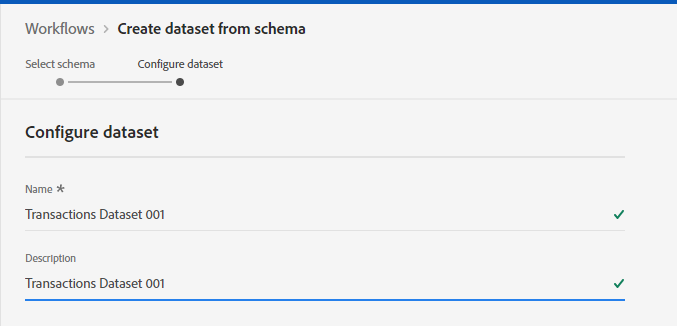 Workflows > Create dataset from schema
Select schema Configure dataset
Configure dataset
Name *
Transactions Dataset 001
Description
Transactions Dataset 001